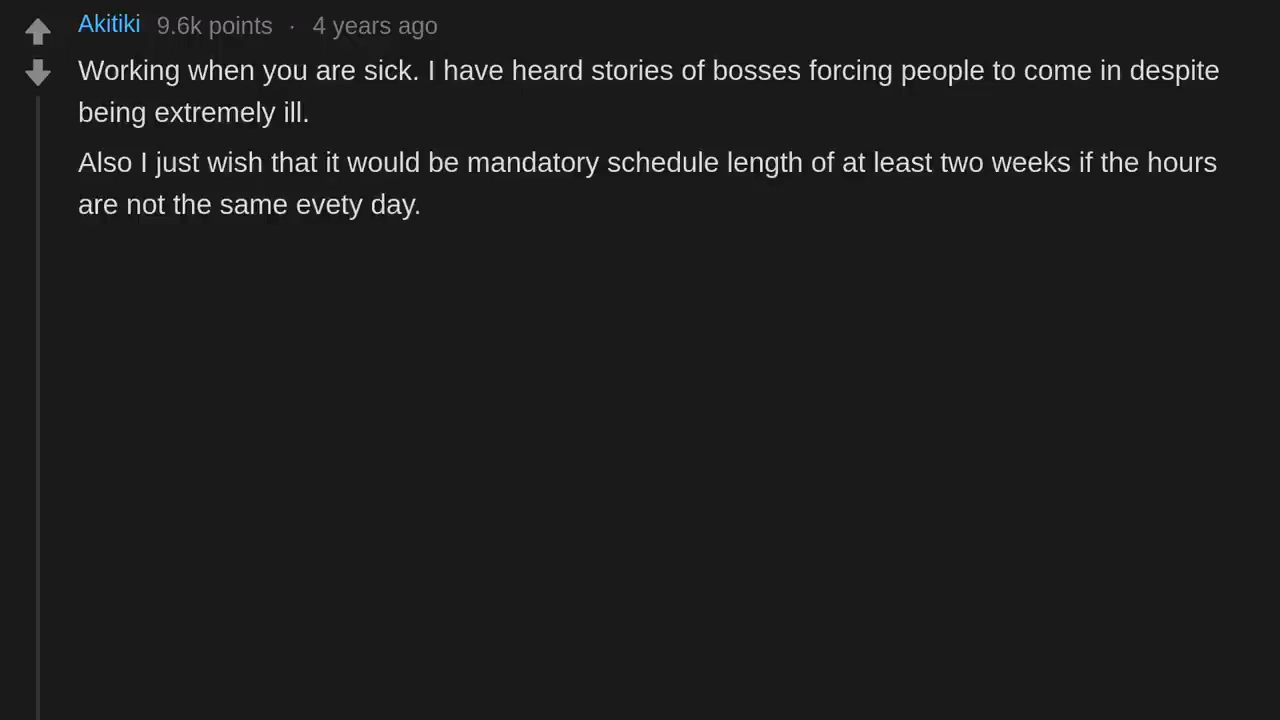 Akitiki 9.6k points · 4 years ago
Working when you are sick. I have heard stories of bosses forcing people to come in despite
being extremely ill.
Also I just wish that it would be mandatory schedule length of at least two weeks if the hours
are not the same evety day.